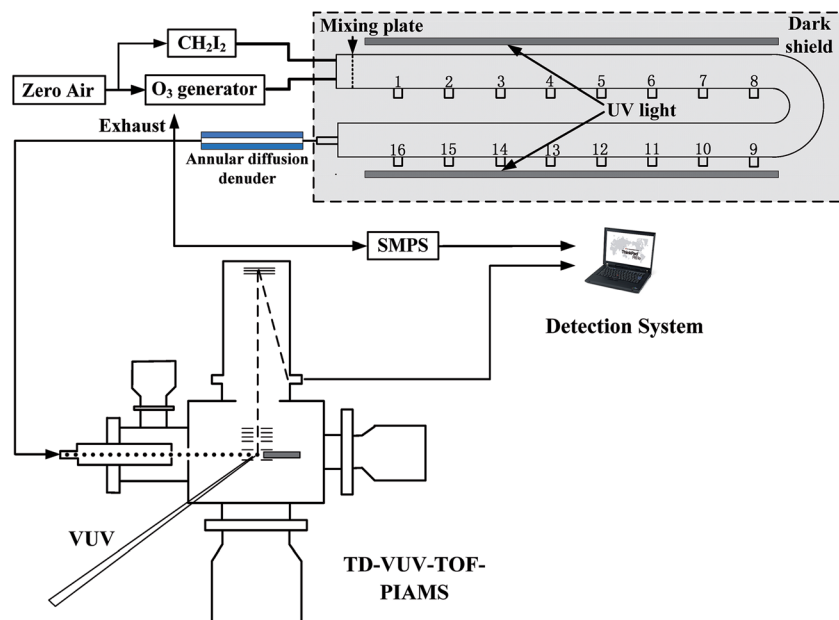 Mixing plate
Dark
shield
CH₂I₂
Zero Air
O₃ generator
1 2 3 4 5 6 7 8
UV light
Exhaust
Annular diffusion
denuder
16 15 14 13 12 11 10 9
SMPS
Detection System
VUV
TD-VUV-TOF-
PIAMS